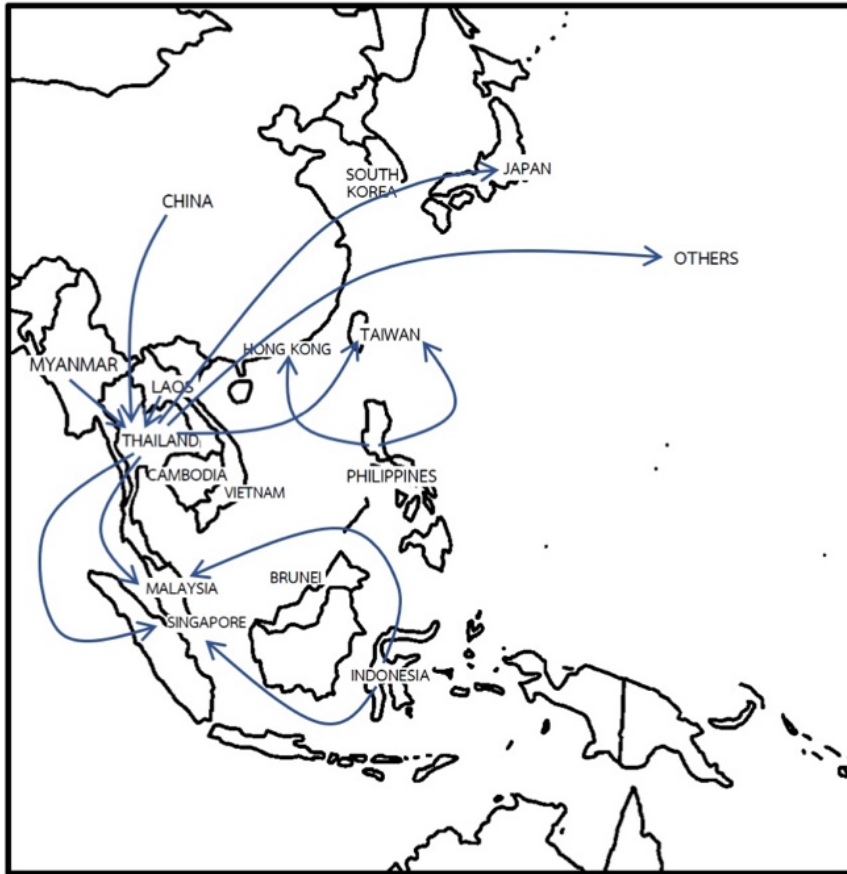 SOUTH
KOREA
JAPAN
CHINA
OTHERS
TAIWAN
HONG KONG
MYANMAR
LAOS
THAILAND
CAMBODIA
PHILIPPINES
VIETNAM
BRUNEI
MALAYSIA
SINGAPORE
INDONESIA